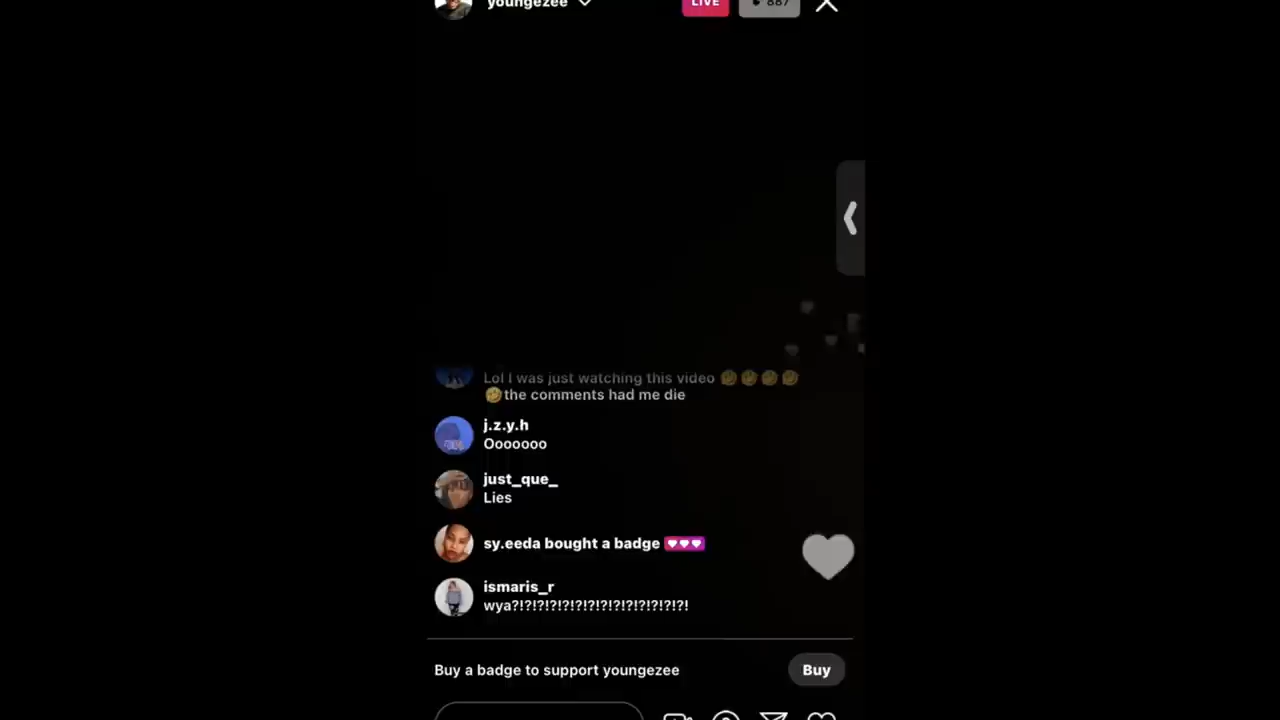 youngezee
LIVE
887
Lol I was just watching this video 🤣🤣🤣🤣
🤣the comments had me die
j.z.y.h
Ooooooo
just_que_
Lies
sy.eeda bought a badge
ismaris_r
wya?!?!?!?!?!?!?!?!?!?!?!?!?!?!
Buy a badge to support youngezee
Buy